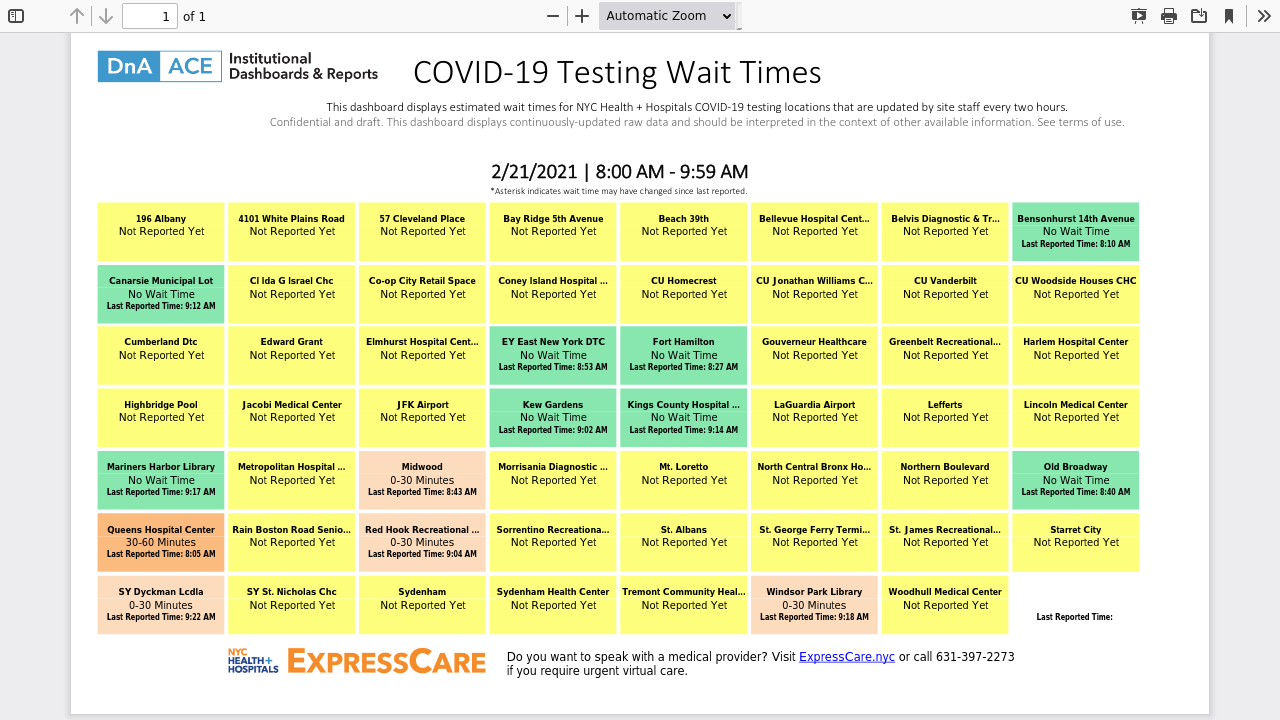 1 of 1 Automatic Zoom
DnA ACE Institutional
Dashboards & Reports
COVID-19 Testing Wait Times
This dashboard displays estimated wait times for NYC Health + Hospitals COVID-19 testing locations that are updated by site staff every two hours.
Confidential and draft. This dashboard displays continuously-updated raw data and should be interpreted in the context of other available information. See terms of use.
2/21/2021 | 8:00 AM - 9:59 AM
*Asterisk indicates wait time may have changed since last reported.
196 Albany
Not Reported Yet
4101 White Plains Road
Not Reported Yet
57 Cleveland Place
Not Reported Yet
Bay Ridge 5th Avenue
Not Reported Yet
Beach 39th
Not Reported Yet
Bellevue Hospital Cent...
Not Reported Yet
Belvis Diagnostic & Tr...
Not Reported Yet
Bensonhurst 14th Avenue
No Wait Time
Last Reported Time: 8:10 AM
Canarsie Municipal Lot
No Wait Time
Last Reported Time: 9:12 AM
Cl Ida G Israel Chc
Not Reported Yet
Co-op City Retail Space
Not Reported Yet
Coney Island Hospital ...
Not Reported Yet
CU Homecrest
Not Reported Yet
CU Jonathan Williams C...
Not Reported Yet
CU Vanderbilt
Not Reported Yet
CU Woodside Houses CHC
Not Reported Yet
Cumberland Dtc
Not Reported Yet
Edward Grant
Not Reported Yet
Elmhurst Hospital Cent...
Not Reported Yet
EY East New York DTC
No Wait Time
Last Reported Time: 8:53 AM
Fort Hamilton
No Wait Time
Last Reported Time: 8:27 AM
Gouverneur Healthcare
Not Reported Yet
Greenbelt Recreational...
Not Reported Yet
Harlem Hospital Center
Not Reported Yet
Highbridge Pool
Not Reported Yet
Jacobi Medical Center
Not Reported Yet
JFK Airport
Not Reported Yet
Kew Gardens
No Wait Time
Last Reported Time: 9:02 AM
Kings County Hospital ...
No Wait Time
Last Reported Time: 9:14 AM
LaGuardia Airport
Not Reported Yet
Lefferts
Not Reported Yet
Lincoln Medical Center
Not Reported Yet
Mariners Harbor Library
No Wait Time
Last Reported Time: 9:17 AM
Metropolitan Hospital ...
Not Reported Yet
Midwood
0-30 Minutes
Last Reported Time: 8:43 AM
Morrisania Diagnostic ...
Not Reported Yet
Mt. Loretto
Not Reported Yet
North Central Bronx Ho...
Not Reported Yet
Northern Boulevard
Not Reported Yet
Old Broadway
No Wait Time
Last Reported Time: 8:40 AM
Queens Hospital Center
30-60 Minutes
Last Reported Time: 8:05 AM
Rain Boston Road Senio...
Not Reported Yet
Red Hook Recreational ...
0-30 Minutes
Last Reported Time: 9:04 AM
Sorrentino Recreationa...
Not Reported Yet
St. Albans
Not Reported Yet
St. George Ferry Termi...
Not Reported Yet
St. James Recreational...
Not Reported Yet
Starret City
Not Reported Yet
SY Dyckman Lcdla
0-30 Minutes
Last Reported Time: 9:22 AM
SY St. Nicholas Chc
Not Reported Yet
Sydenham
Not Reported Yet
Sydenham Health Center
Not Reported Yet
Tremont Community Heal...
Not Reported Yet
Windsor Park Library
0-30 Minutes
Last Reported Time: 9:18 AM
Woodhull Medical Center
Not Reported Yet
Last Reported Time:
NYC
HEALTH+
HOSPITALS
EXPRESSCARE
Do you want to speak with a medical provider? Visit ExpressCare.nyc or call 631-397-2273
if you require urgent virtual care.